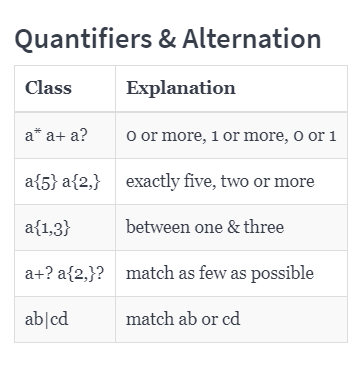 Quantifiers & Alternation
Class Explanation
a* a+ a? 0 or more, 1 or more, 0 or 1
a{5} a{2,} exactly five, two or more
a{1,3} between one & three
a+? a{2,}? match as few as possible
ab|cd match ab or cd